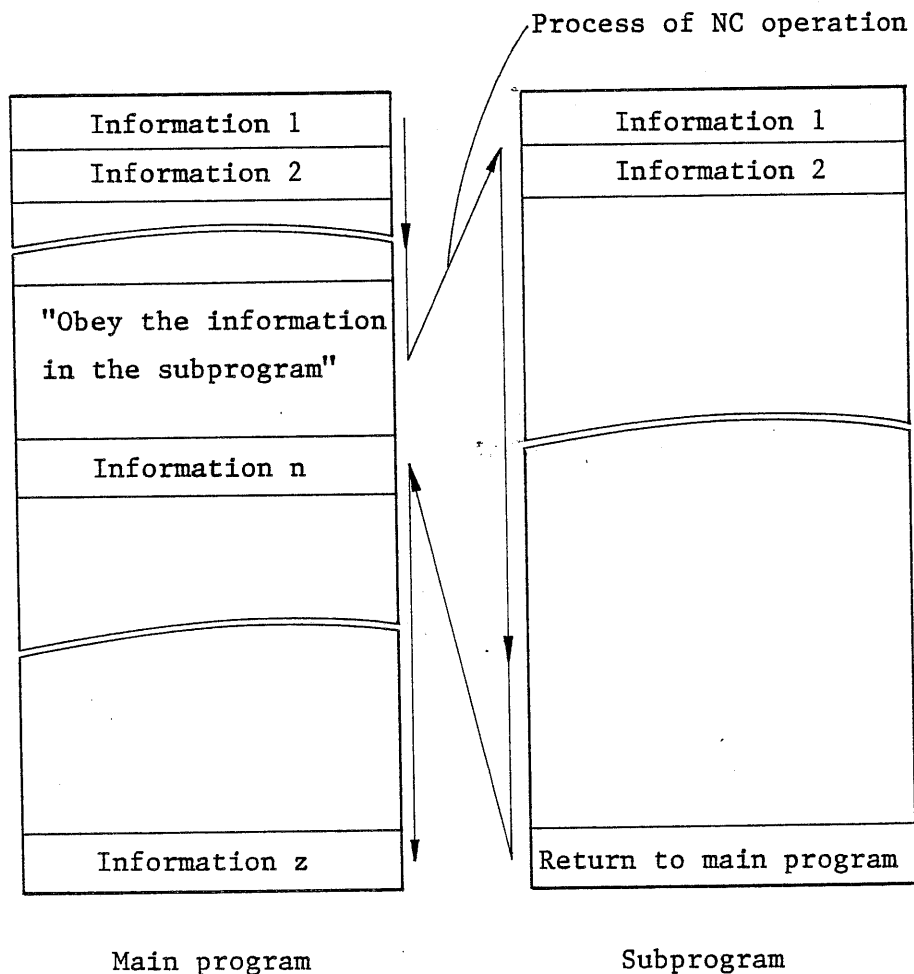 Process of NC operation
Information 1
Information 2
"Obey the information
in the subprogram"
Information n
Information z
Main program
Information 1
Information 2
Return to main program
Subprogram